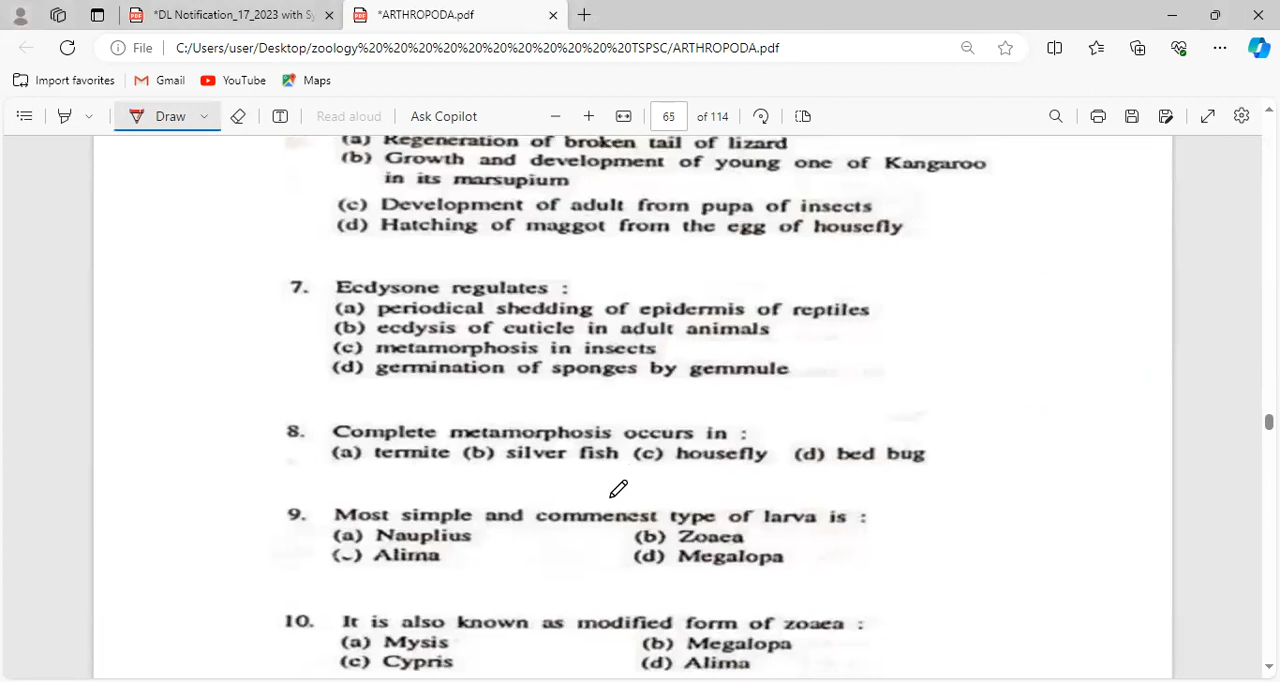 *DL Notification_17_2023 with Sy
*ARTHROPODA.pdf
File C:/Users/user/Desktop/zoology%20%20%20%20%20%20%20%20%20%20%20TSPSC/ARTHROPODA.pdf
Import favorites Gmail YouTube Maps
Draw Read aloud Ask Copilot 65 of 114
(a) Regeneration of broken tail of lizard
(b) Growth and development of young one of Kangaroo
in its marsupium
(c) Development of adult from pupa of insects
(d) Hatching of maggot from the egg of housefly
7. Ecdysone regulates :
(a) periodical shedding of epidermis of reptiles
(b) ecdysis of cuticle in adult animals
(c) metamorphosis in insects
(d) germination of sponges by gemmule
8. Complete metamorphosis occurs in :
(a) termite (b) silver fish (c) housefly (d) bed bug
9. Most simple and commenest type of larva is :
(a) Nauplius (b) Zoaea
(c) Alima (d) Megalopa
10. It is also known as modified form of zoaea :
(a) Mysis (b) Megalopa
(c) Cypris (d) Alima